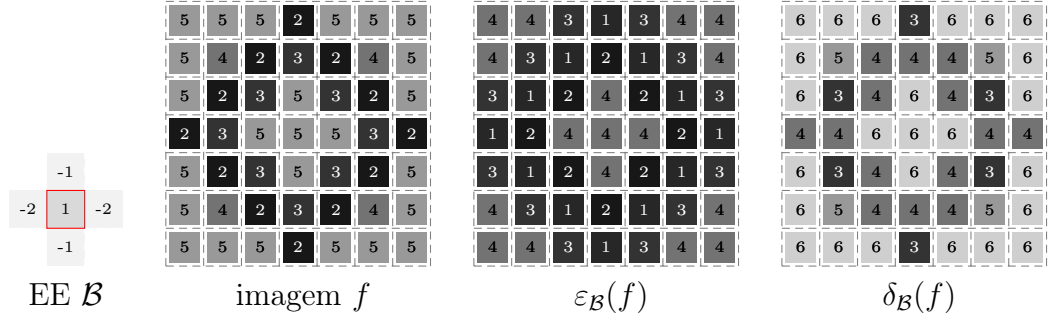 5 5 5 2 5 5 5 4 4 3 1 3 4 4 6 6 6 3 6 6 6
5 4 2 3 2 4 5 4 3 1 2 1 3 4 6 5 4 4 4 5 6
5 2 3 5 3 2 5 3 1 2 4 2 1 3 6 3 4 6 4 3 6
2 3 5 5 5 3 2 1 2 4 4 4 2 1 4 4 6 6 6 4 4
-1 5 2 3 5 3 2 5 3 1 2 4 2 1 3 6 3 4 6 4 3 6
-2 1 -2 5 4 2 3 2 4 5 4 3 1 2 1 3 4 6 5 4 4 4 5 6
-1 5 5 5 2 5 5 5 4 4 3 1 3 4 4 6 6 6 3 6 6 6
EE ℬ imagem f ε_ℬ(f) δ_ℬ(f)